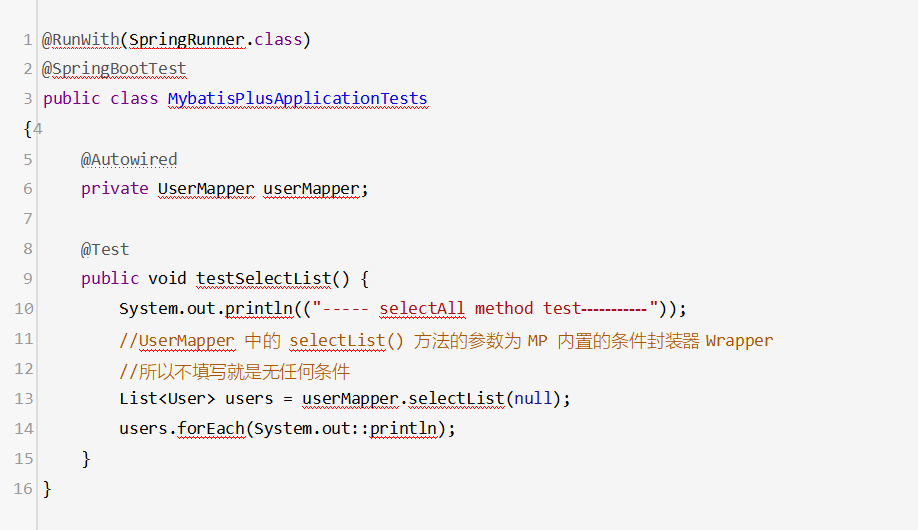 1 @RunWith(SpringRunner.class)
2 @SpringBootTest
3 public class MybatisPlusApplicationTests
{4
5     @Autowired
6     private UserMapper userMapper;
7
8     @Test
9     public void testSelectList() {
10         System.out.println(("----- selectAll method test-----------"));
11         //UserMapper 中的 selectList() 方法的参数为 MP 内置的条件封装器 Wrapper
12         //所以不填写就是无任何条件
13         List<User> users = userMapper.selectList(null);
14         users.forEach(System.out::println);
15     }
16 }